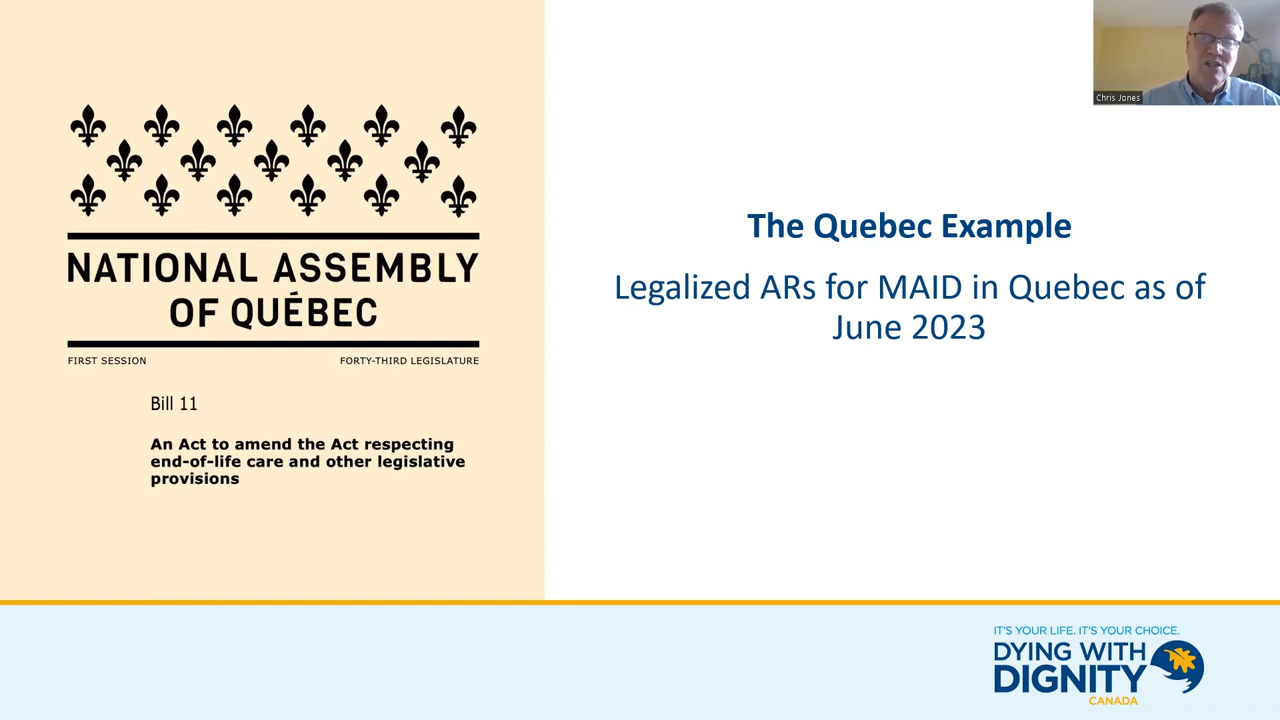 NATIONAL ASSEMBLY
OF QUÉBEC
FIRST SESSION
FORTY-THIRD LEGISLATURE
Bill 11
An Act to amend the Act respecting
end-of-life care and other legislative
provisions
Chris Jones
The Quebec Example
Legalized ARs for MAID in Quebec as of
June 2023
IT'S YOUR LIFE. IT'S YOUR CHOICE.
DYING WITH
DIGNITY
CANADA